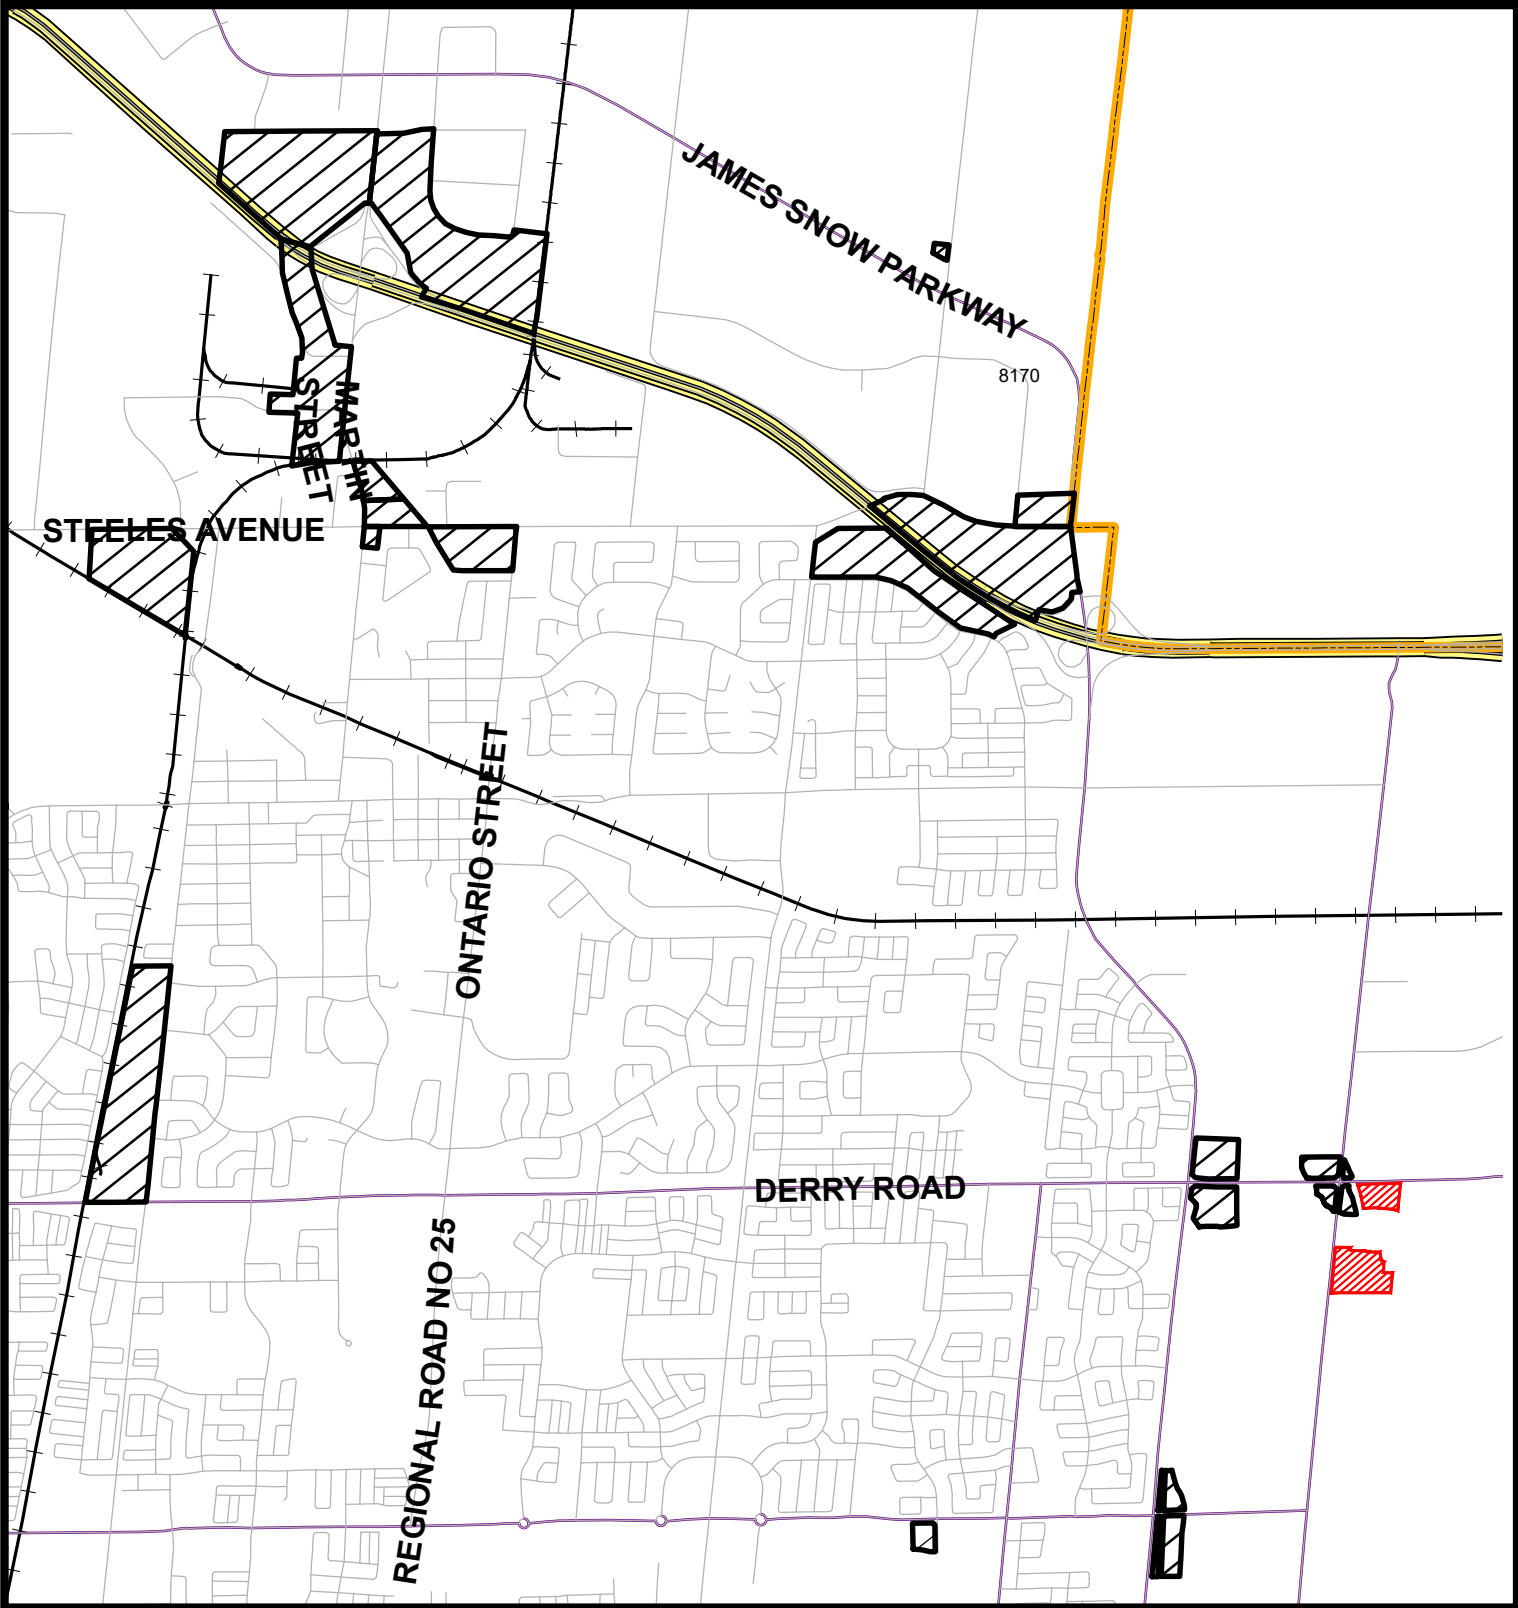 JAMES SNOW PARKWAY
8170
MARTIN
STREET
STEELES AVENUE
ONTARIO STREET
DERRY ROAD
REGIONAL ROAD NO 25